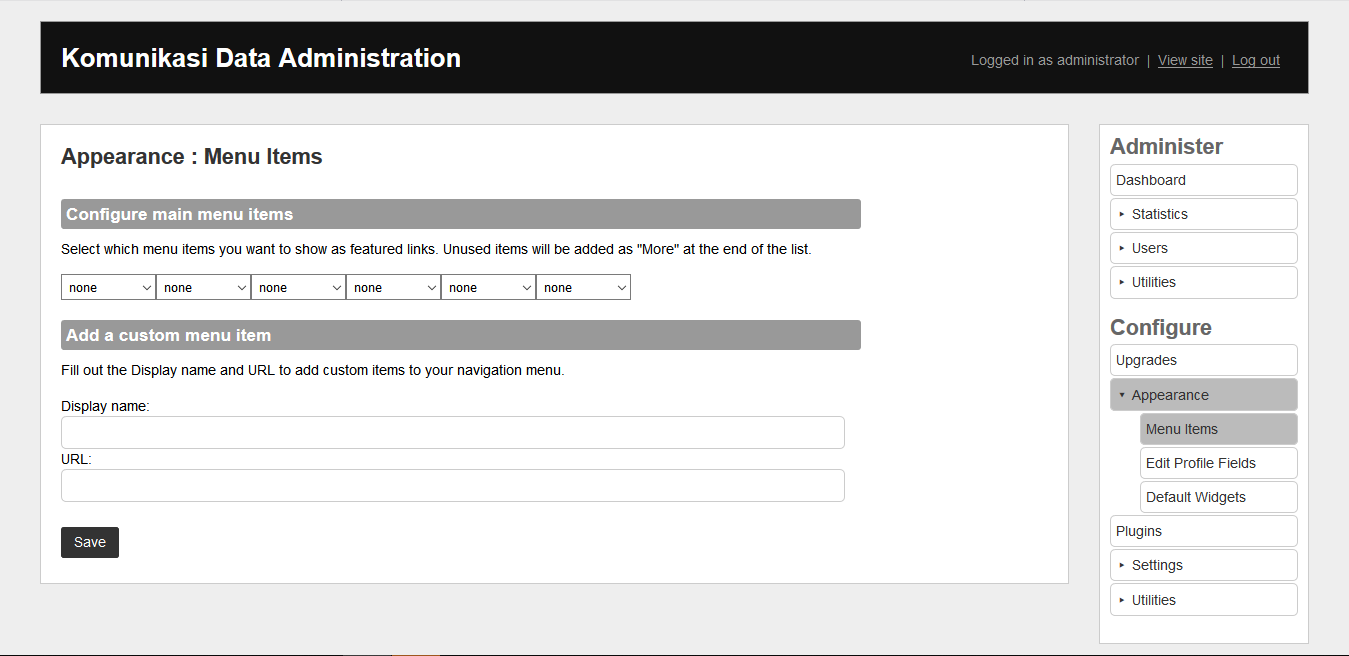 Komunikasi Data Administration
Logged in as administrator | View site | Log out
Appearance : Menu Items
Configure main menu items
Select which menu items you want to show as featured links. Unused items will be added as "More" at the end of the list.
none none none none none none
Add a custom menu item
Fill out the Display name and URL to add custom items to your navigation menu.
Display name:
URL:
Save
Administer
Dashboard
Statistics
Users
Utilities
Configure
Upgrades
Appearance
Menu Items
Edit Profile Fields
Default Widgets
Plugins
Settings
Utilities